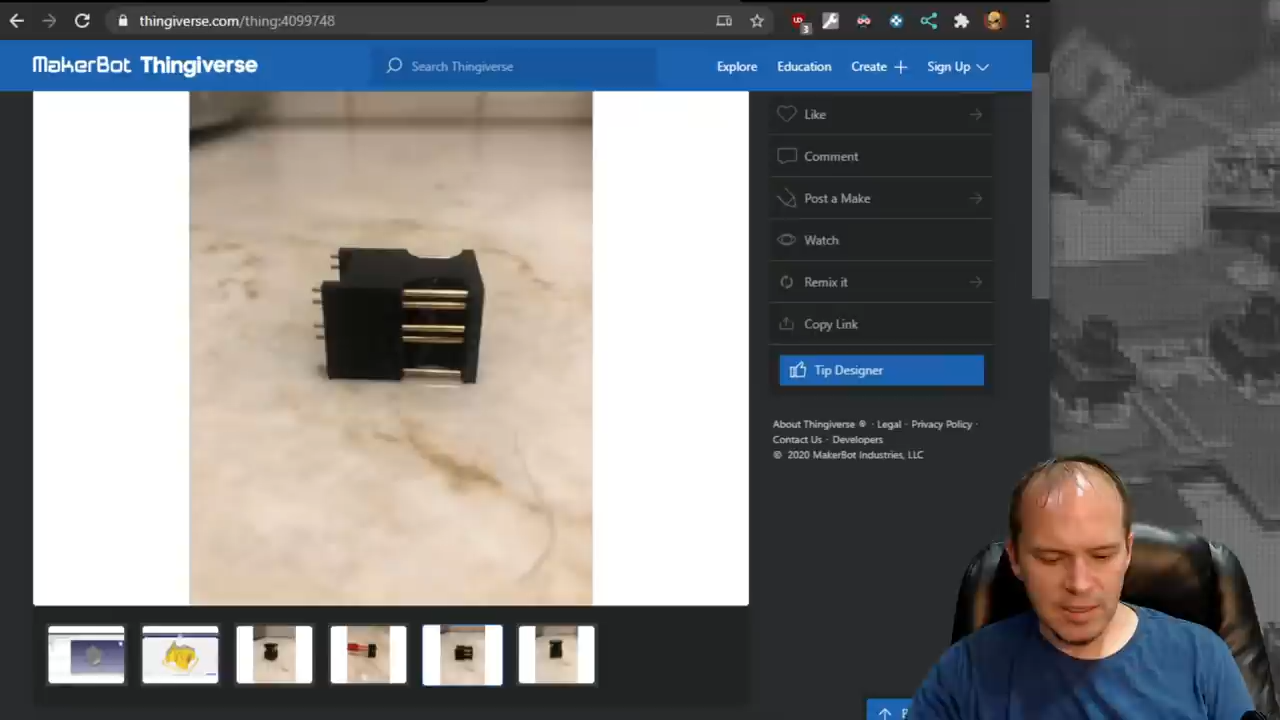 thingiverse.com/thing:4099748
3
MakerBot Thingiverse
Search Thingiverse
Explore
Education
Create
Sign Up
Like
Comment
Post a Make
Watch
Remix it
Copy Link
Tip Designer
About Thingiverse ® · Legal · Privacy Policy ·
Contact Us · Developers
© 2020 MakerBot Industries, LLC